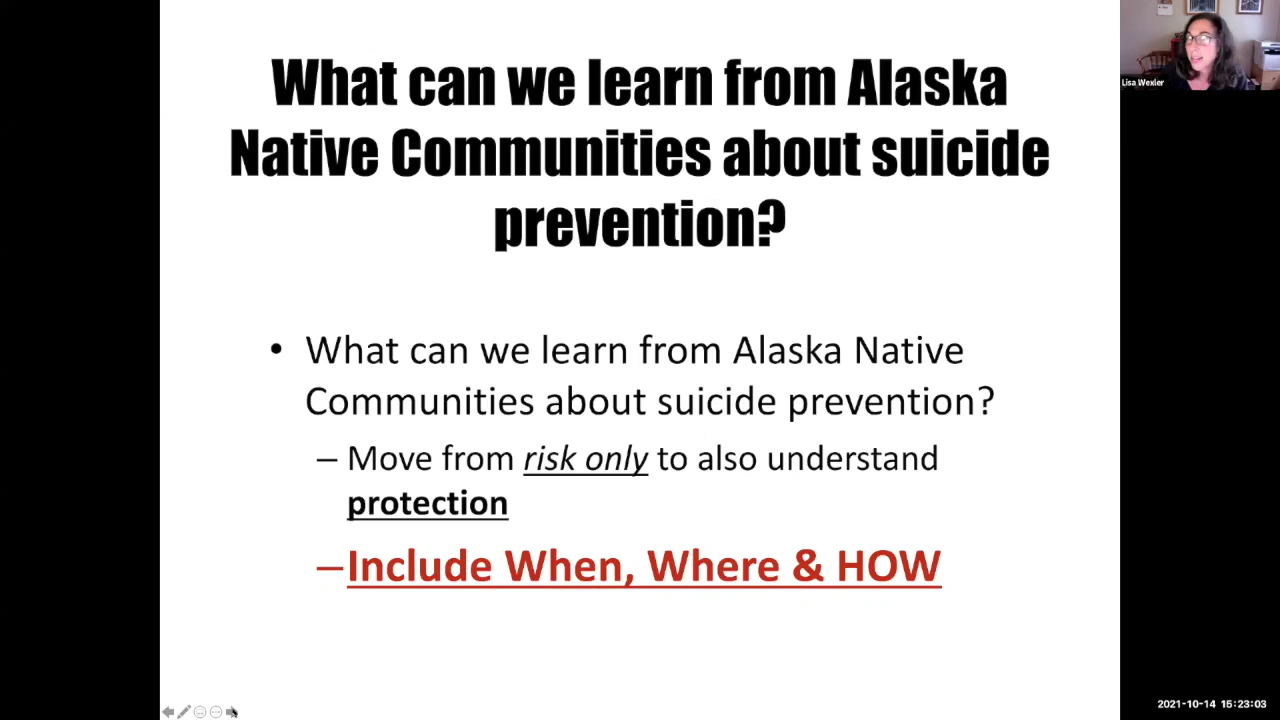 What can we learn from Alaska
Native Communities about suicide
prevention?
• What can we learn from Alaska Native
Communities about suicide prevention?
– Move from risk only to also understand
protection
–Include When, Where & HOW
Lisa Wexler
2021-10-14 15:23:03